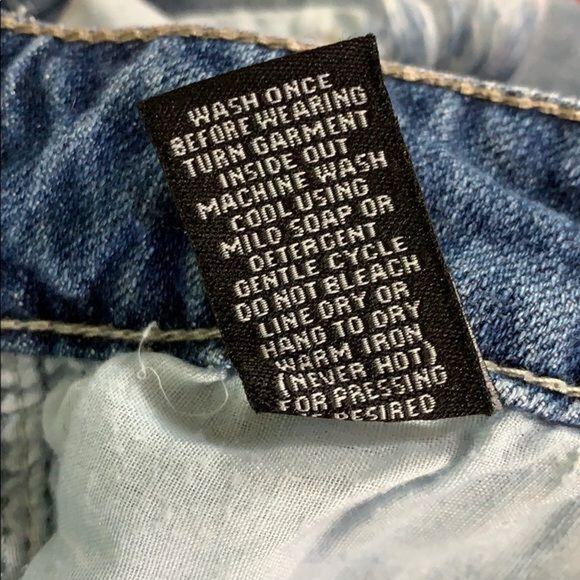 WASH ONCE
BEFORE WEARING
TURN GARMENT
INSIDE OUT
MACHINE WASH
COOL USING
MILD SOAP OR
DETERGENT
GENTLE CYCLE
DO NOT BLEACH
LINE DRY OR
HANG TO DRY
WARM IRON
(NEVER HOT)
FOR PRESSING
DESIRED